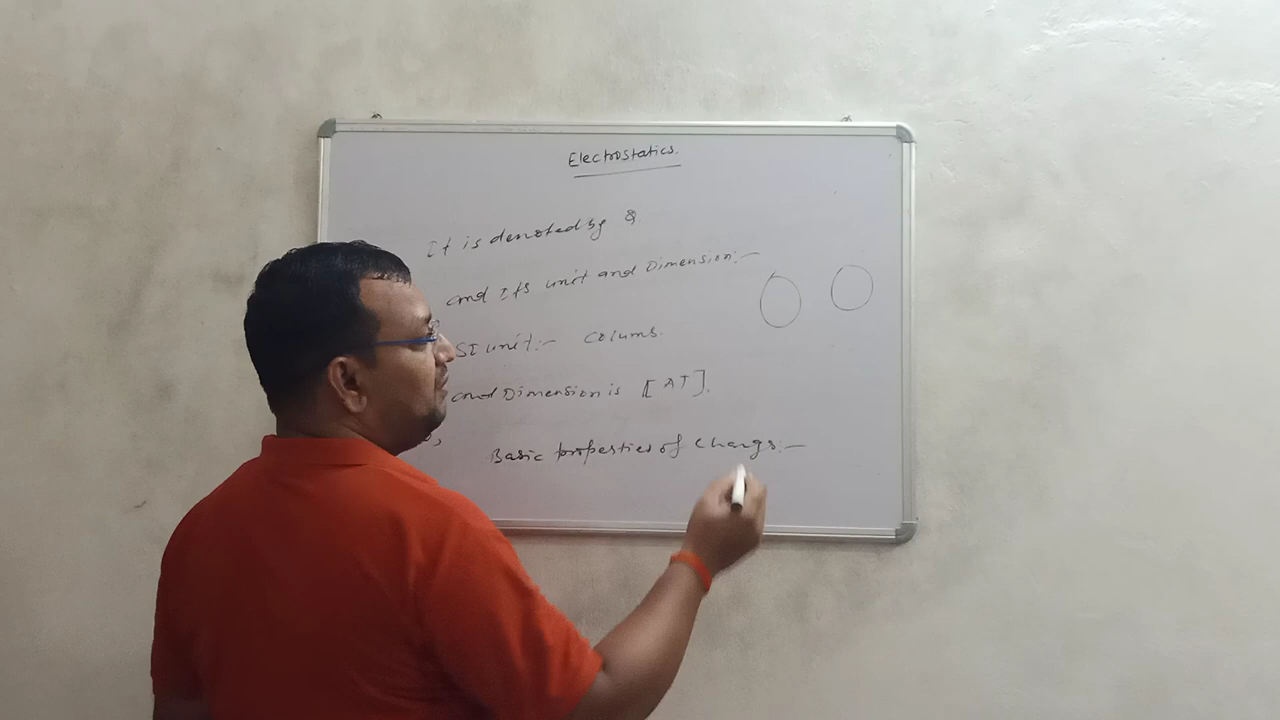 Electrostatics.
It is denoted by Q
and Its unit and Dimension:-
SI unit:- Colums.
and Dimension is [AT].
Basic properties of charge:-